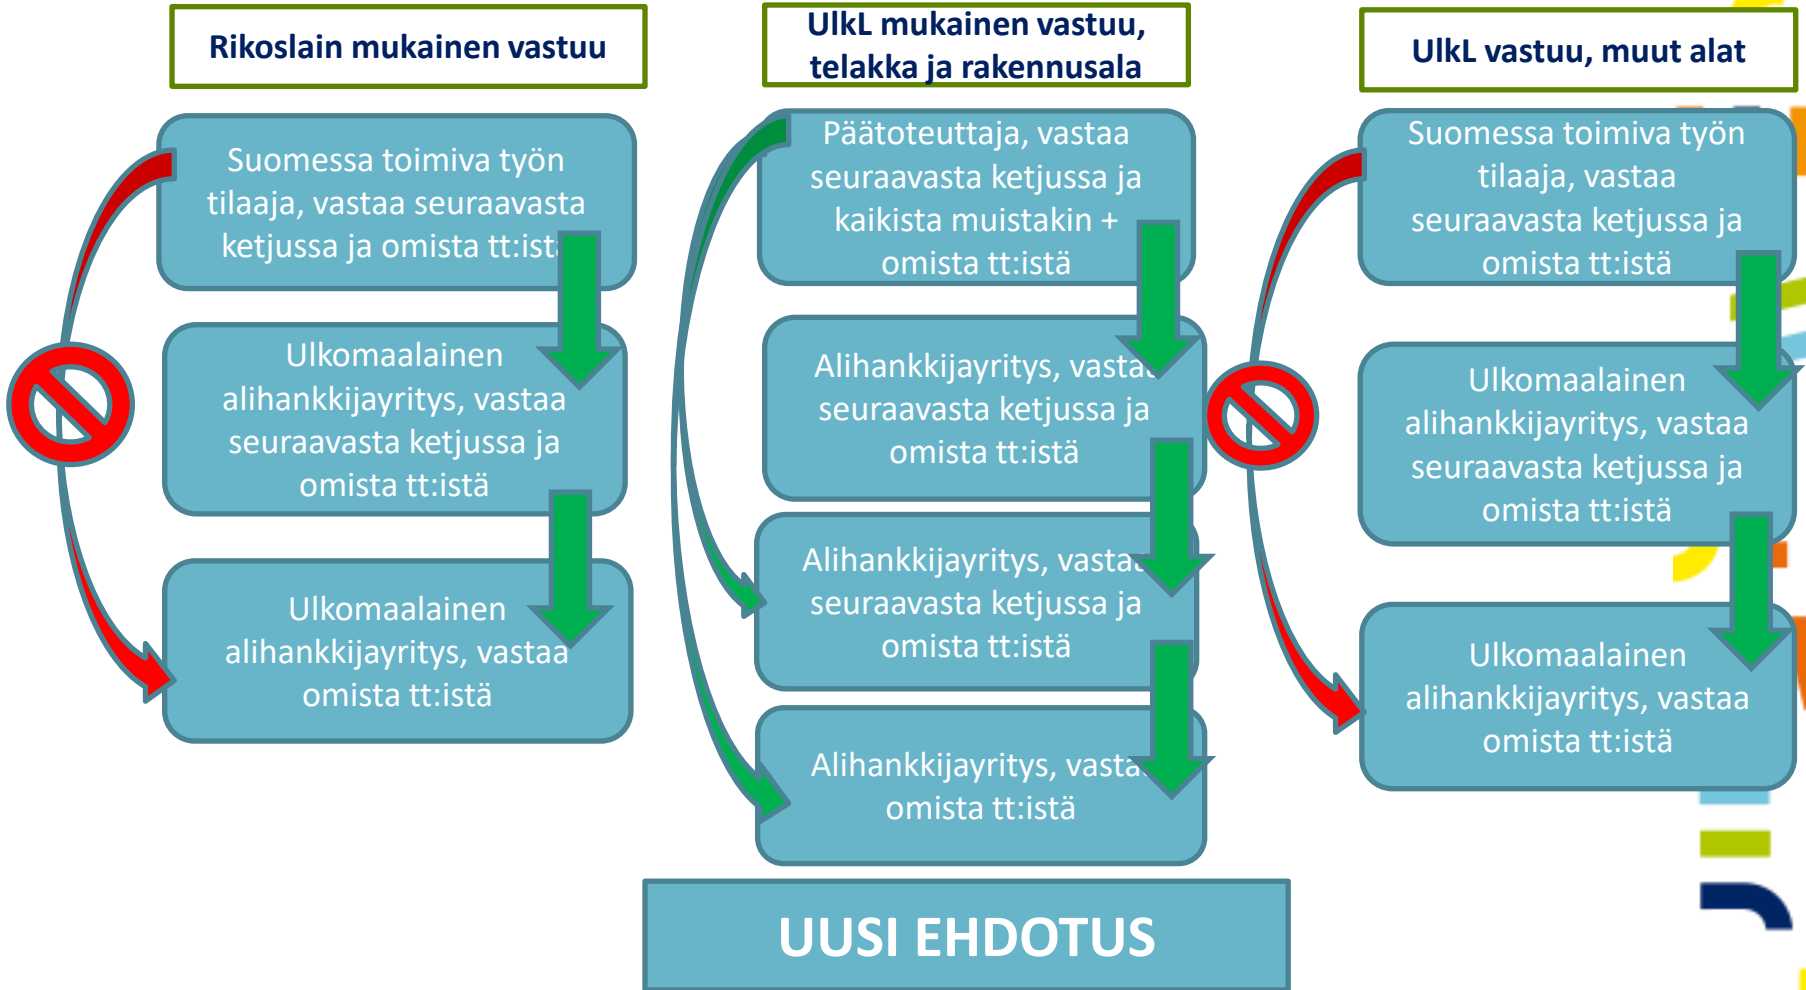 Rikoslain mukainen vastuu
Suomessa toimiva työn
tilaaja, vastaa seuraavasta
ketjussa ja omista tt:istä
Ulkomaalainen
alihankkijayritys, vastaa
seuraavasta ketjussa ja
omista tt:istä
Ulkomaalainen
alihankkijayritys, vastaa
omista tt:istä
UlkL mukainen vastuu,
telakka ja rakennusala
Päätoteuttaja, vastaa
seuraavasta ketjussa ja
kaikista muistakin +
omista tt:istä
Alihankkijayritys, vastaa
seuraavasta ketjussa ja
omista tt:istä
Alihankkijayritys, vastaa
seuraavasta ketjussa ja
omista tt:istä
Alihankkijayritys, vastaa
omista tt:istä
UlkL vastuu, muut alat
Suomessa toimiva työn
tilaaja, vastaa
seuraavasta ketjussa ja
omista tt:istä
Ulkomaalainen
alihankkijayritys, vastaa
seuraavasta ketjussa ja
omista tt:istä
Ulkomaalainen
alihankkijayritys, vastaa
omista tt:istä
UUSI EHDOTUS